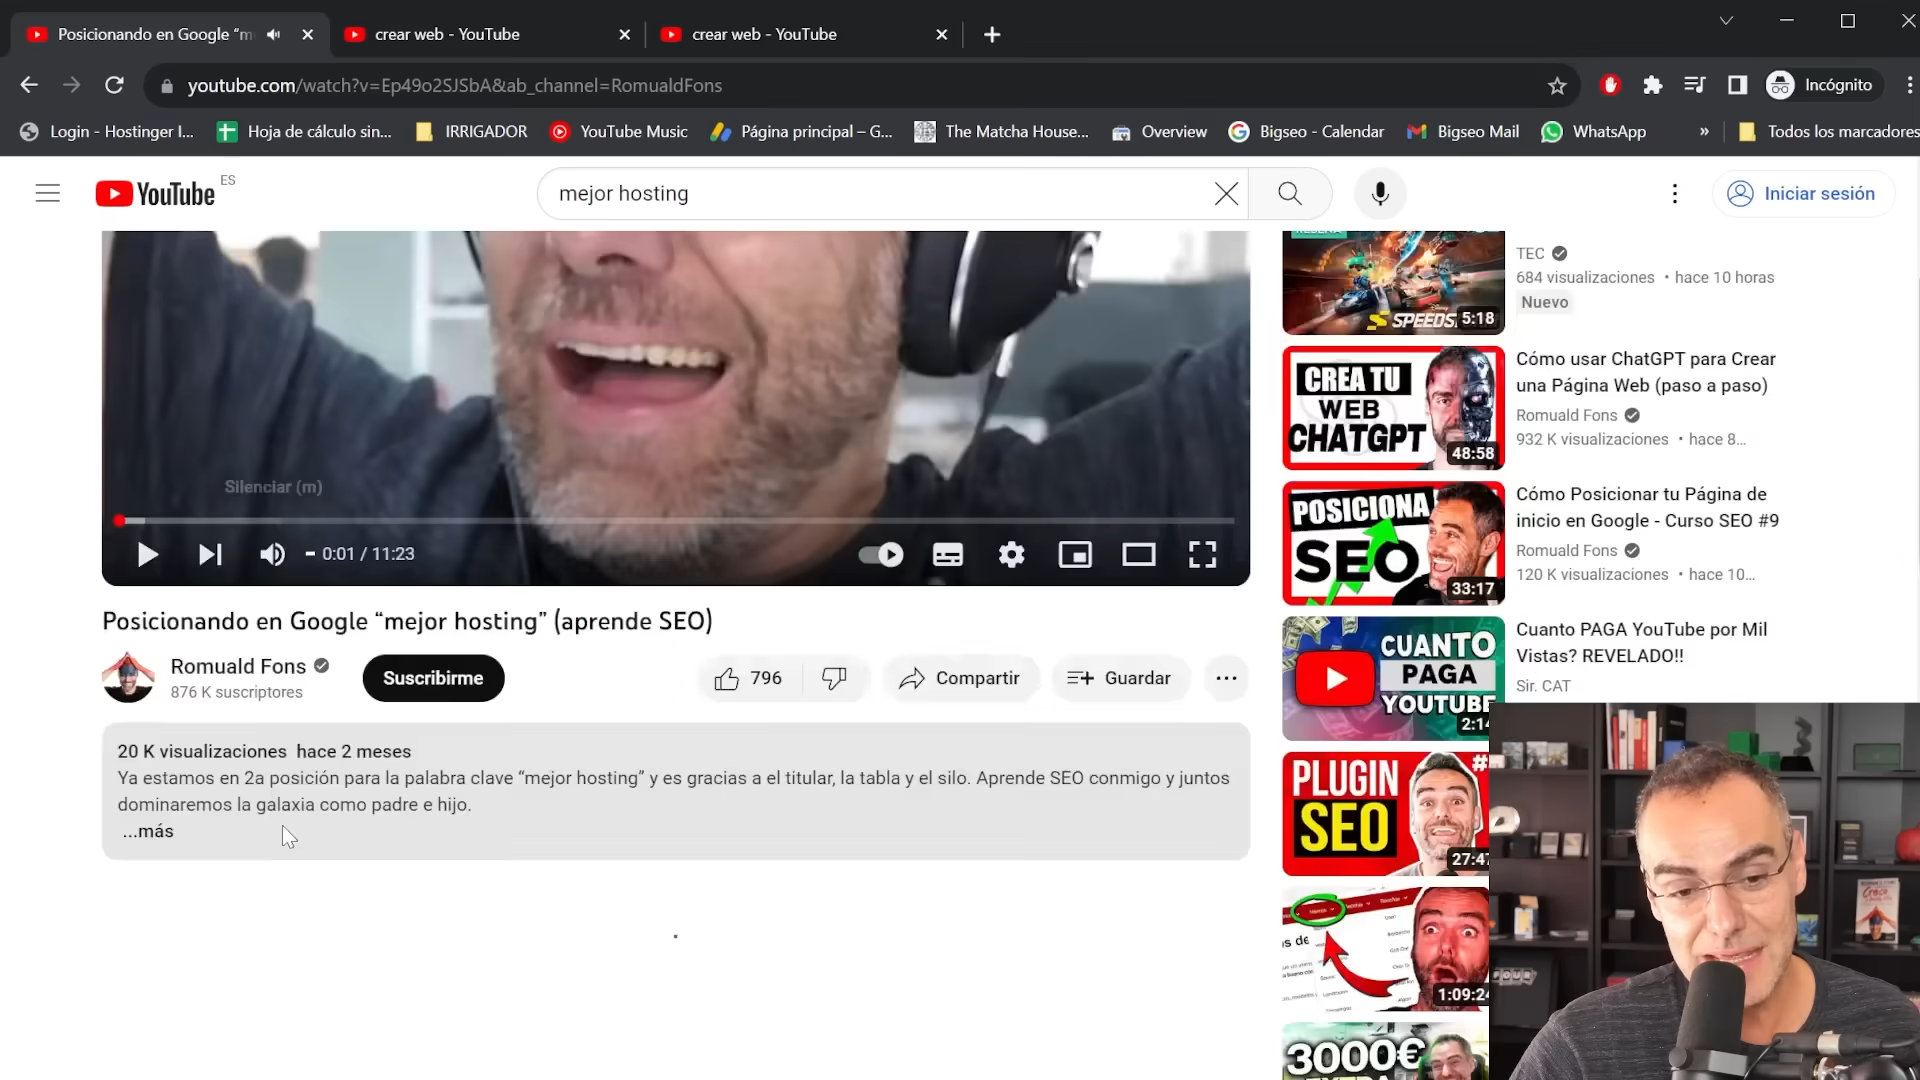 Posicionando en Google “m
crear web - YouTube
crear web - YouTube
youtube.com/watch?v=Ep49o2SJSbA&ab_channel=RomualdFons
Incógnito
Login - Hostinger I...
Hoja de cálculo sin...
IRRIGADOR
YouTube Music
Página principal – G...
The Matcha House...
Overview
Bigseo - Calendar
Bigseo Mail
WhatsApp
»
Todos los marcadores
YouTube ES
mejor hosting
Iniciar sesión
Silenciar (m)
0:01 / 11:23
Posicionando en Google “mejor hosting” (aprende SEO)
Romuald Fons
876 K suscriptores
Suscribirme
796
Compartir
Guardar
20 K visualizaciones hace 2 meses
Ya estamos en 2a posición para la palabra clave “mejor hosting” y es gracias a el titular, la tabla y el silo. Aprende SEO conmigo y juntos
dominaremos la galaxia como padre e hijo.
...más
SPEEDS
5:18
TEC
684 visualizaciones • hace 10 horas
Nuevo
CREA TU
WEB
CHATGPT
48:58
Cómo usar ChatGPT para Crear
una Página Web (paso a paso)
Romuald Fons
932 K visualizaciones • hace 8...
POSICIONA
SEO
33:17
Cómo Posicionar tu Página de
inicio en Google - Curso SEO #9
Romuald Fons
120 K visualizaciones • hace 10...
CUANTO
PAGA
YOUTUBE
2:14
Cuanto PAGA YouTube por Mil
Vistas? REVELADO!!
Sir. CAT
PLUGIN
SEO
#
27:47
os de
1:09:24
3000€